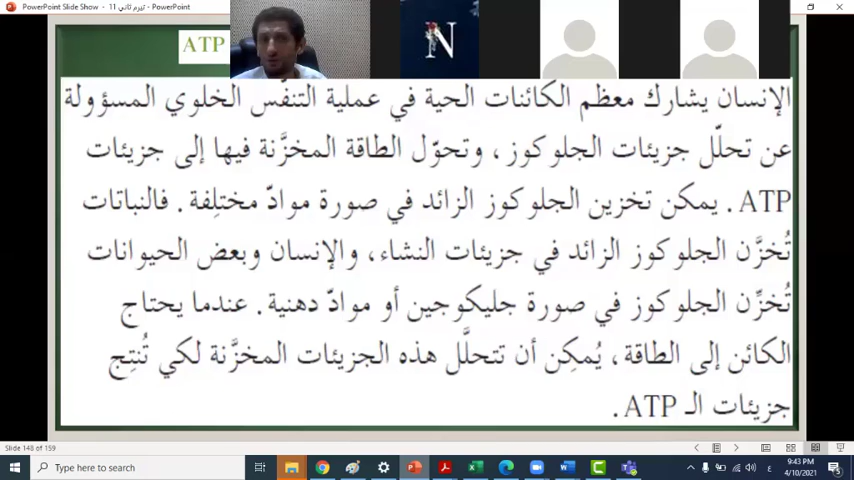 PowerPoint Slide Show - تيرم تاني 11 - PowerPoint
ATP
N
الإنسان يشارك معظم الكائنات الحية في عملية التنفّس الخلوي المسؤولة
عن تحلّل جزيئات الجلوكوز، وتحوّل الطاقة المخزَّنة فيها إلى جزيئات
ATP. يمكن تخزين الجلوكوز الزائد في صورة موادّ مختلِفة. فالنباتات
تُخزَّن الجلوكوز الزائد في جزيئات النشاء، والإنسان وبعض الحيوانات
تُخزِّن الجلوكوز في صورة جليكوجين أو موادّ دهنية. عندما يحتاج
الكائن إلى الطاقة، يُمكِن أن تتحلَّل هذه الجزيئات المخزَّنة لكي تُنتِج
جزيئات الـ ATP.
Slide 148 of 159
Type here to search
ع
9:43 PM
4/10/2021